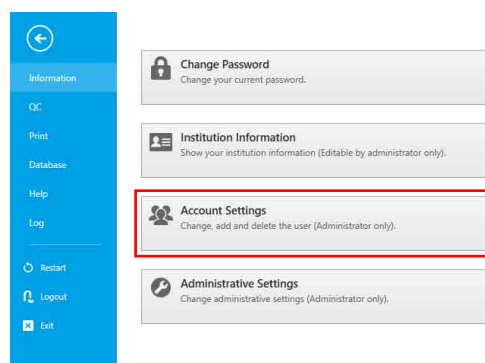 Information
QC
Print
Database
Help
Log
Restart
Logout
Exit
Change Password
Change your current password.
Institution Information
Show your institution information (Editable by administrator only).
Account Settings
Change, add and delete the user (Administrator only).
Administrative Settings
Change administrative settings (Administrator only).